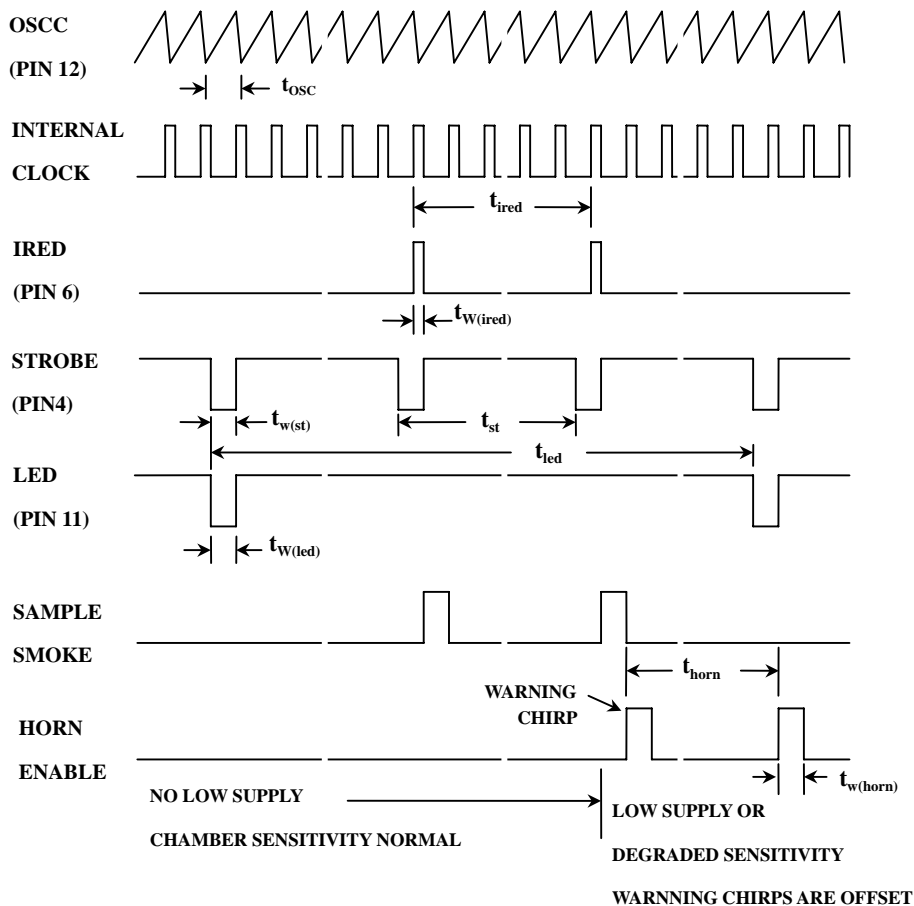 OSCC
(PIN 12)
tOSC
INTERNAL
CLOCK
tired
IRED
(PIN 6)
tW(ired)
STROBE
(PIN4)
tw(st)
tst
tled
LED
(PIN 11)
tW(led)
SAMPLE
SMOKE
thorn
WARNING
CHIRP
HORN
ENABLE
tw(horn)
NO LOW SUPPLY
CHAMBER SENSITIVITY NORMAL
LOW SUPPLY OR
DEGRADED SENSITIVITY
WARNNING CHIRPS ARE OFFSET